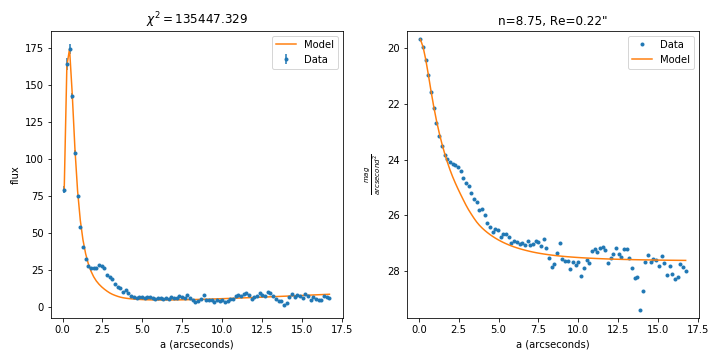 χ² = 135447.329
n=8.75, Re=0.22"
Model
Data
Data
Model
175
150
125
100
75
50
25
0
flux
0.0 2.5 5.0 7.5 10.0 12.5 15.0 17.5
a (arcseconds)
20
22
24
26
28
mag
arcsecond²
0.0 2.5 5.0 7.5 10.0 12.5 15.0 17.5
a (arcseconds)